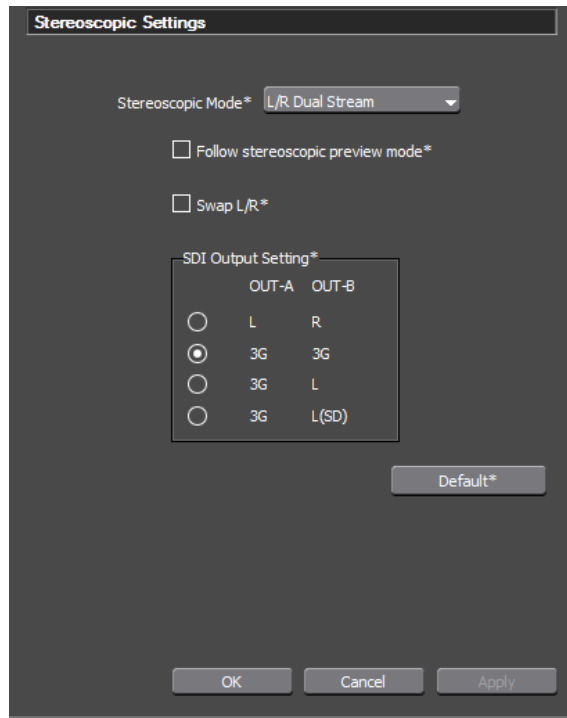 Stereoscopic Settings
Stereoscopic Mode* L/R Dual Stream
Follow stereoscopic preview mode*
Swap L/R*
SDI Output Setting*
OUT-A OUT-B
L R
3G 3G
3G L
3G L(SD)
Default*
OK Cancel Apply